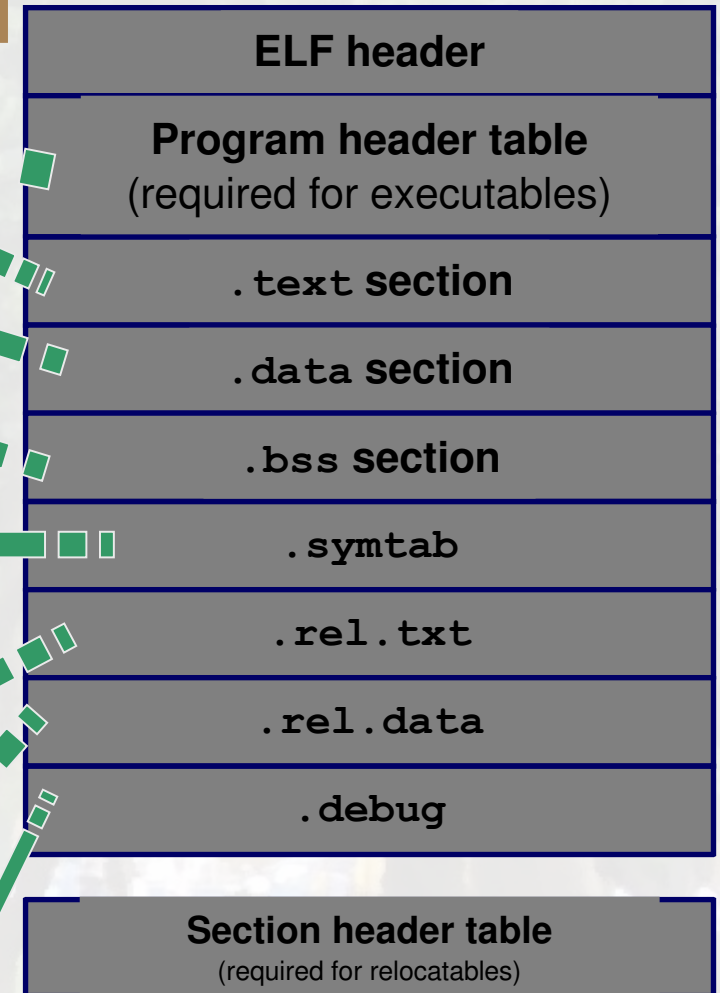 ELF header
Program header table
(required for executables)
.text section
.data section
.bss section
.symtab
.rel.txt
.rel.data
.debug
Section header table
(required for relocatables)